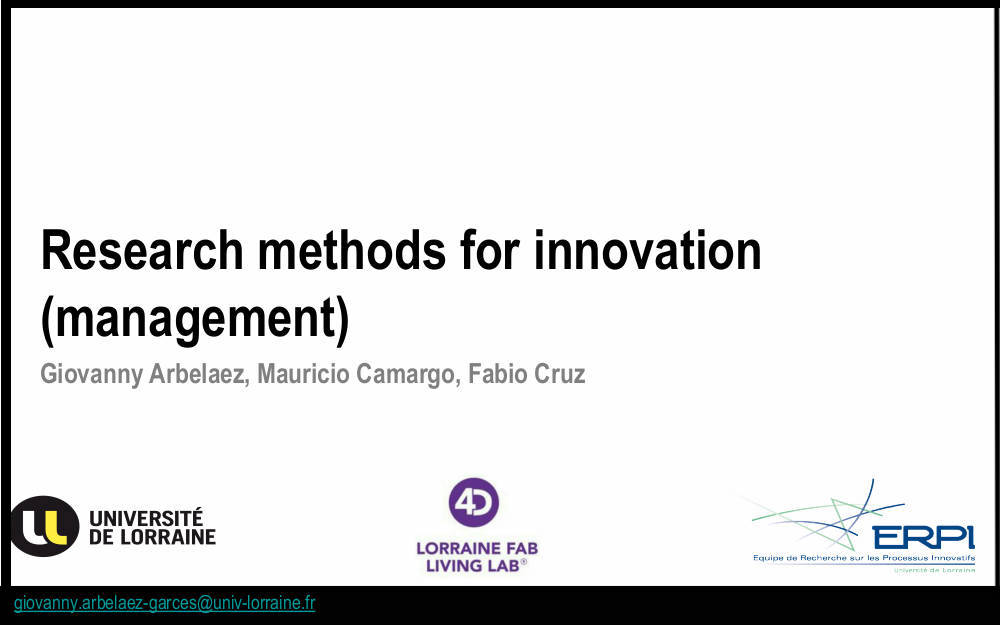 Research methods for innovation
(management)
Giovanny Arbelaez, Mauricio Camargo, Fabio Cruz
UNIVERSITÉ
DE LORRAINE
4D
LORRAINE FAB
LIVING LAB®
ERPI
Equipe de Recherche sur les Processus Innovatifs
Université de Lorraine
giovanny.arbelaez-garces@univ-lorraine.fr